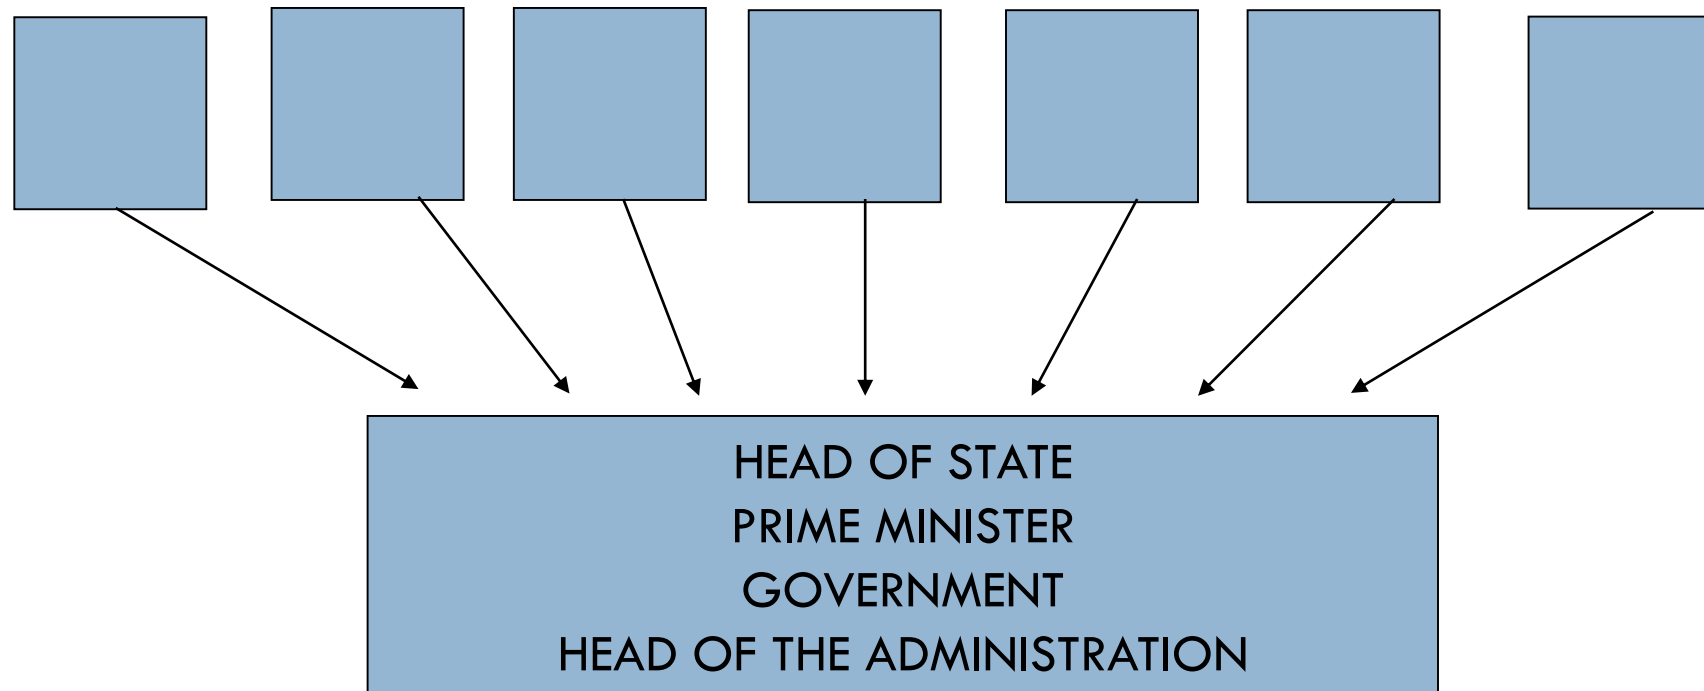 HEAD OF STATE
PRIME MINISTER
GOVERNMENT
HEAD OF THE ADMINISTRATION